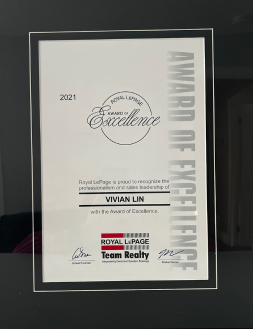 2021
ROYAL LEPAGE
AWARD OF
Excellence
AWARD OF EXCELLENCE
Royal LePage is proud to recognize the
professionalism and sales leadership of
VIVIAN LIN
with the Award of Excellence.
ROYAL LEPAGE
Team Realty